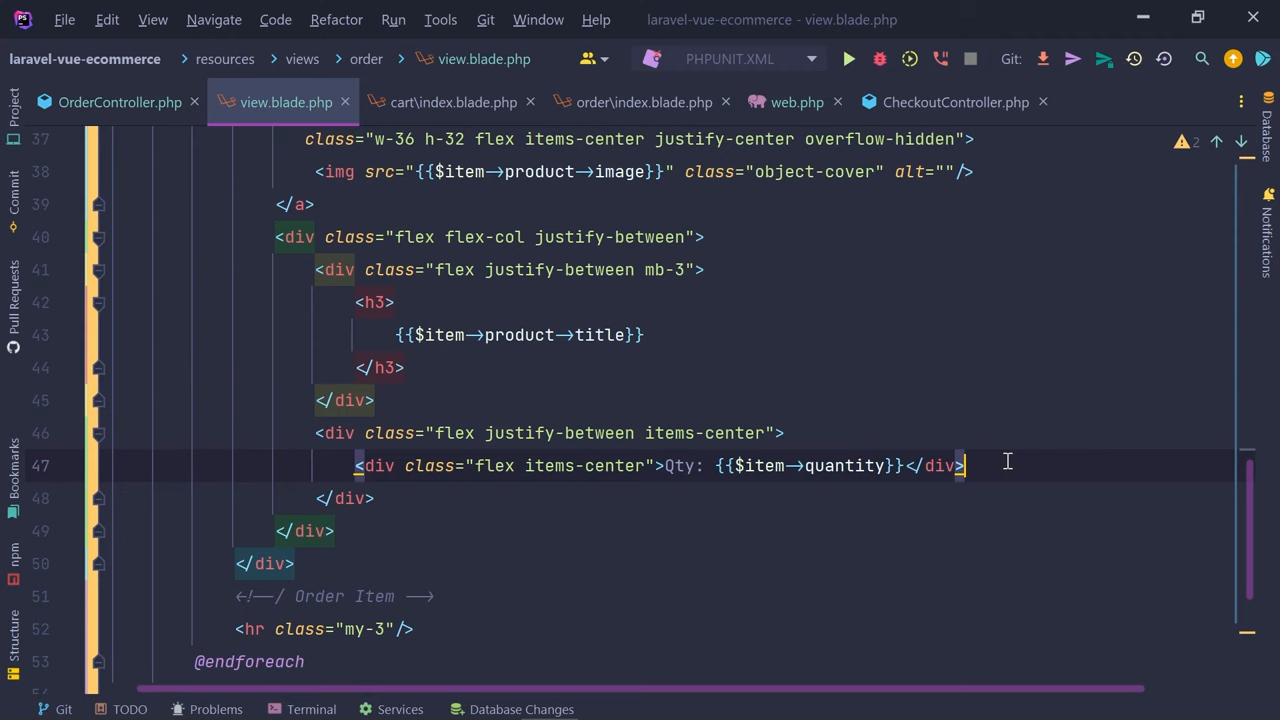 PS File Edit View Navigate Code Refactor Run Tools Git Window Help laravel-vue-ecommerce - view.blade.php
laravel-vue-ecommerce resources views order view.blade.php PHPUNIT.XML Git:
OrderController.php view.blade.php cart\index.blade.php order\index.blade.php web.php CheckoutController.php
37 class="w-36 h-32 flex items-center justify-center overflow-hidden">
38 <img src="{{$item->product->image}}" class="object-cover" alt=""/>
39 </a>
40 <div class="flex flex-col justify-between">
41 <div class="flex justify-between mb-3">
42 <h3>
43 {{$item->product->title}}
44 </h3>
45 </div>
46 <div class="flex justify-between items-center">
47 <div class="flex items-center">Qty: {{$item->quantity}}</div>
48 </div>
49 </div>
50 </div>
51 <!--/ Order Item -->
52 <hr class="my-3"/>
53 @endforeach
54
2
Project
Commit
Pull Requests
Bookmarks
npm
Structure
Database
Notifications
Git TODO Problems Terminal Services Database Changes